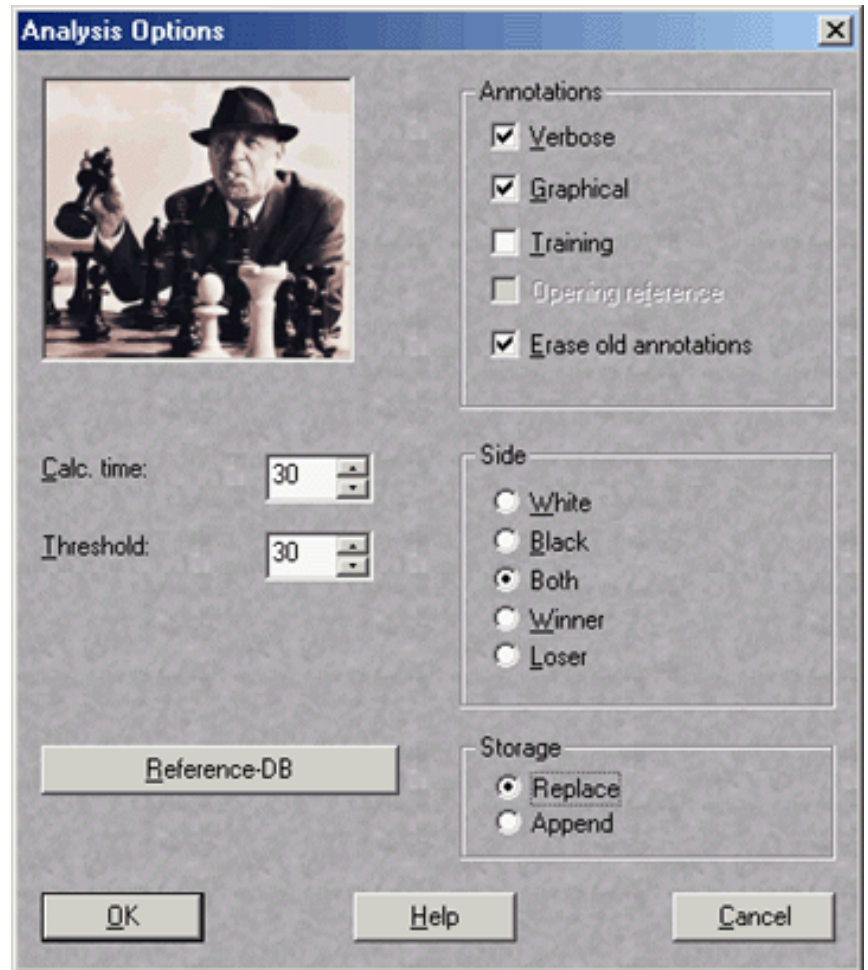 Analysis Options
Annotations
Verbose
Graphical
Training
Opening reference
Erase old annotations
Calc. time:
30
Threshold:
30
Side
White
Black
Both
Winner
Loser
Reference-DB
Storage
Replace
Append
OK
Help
Cancel